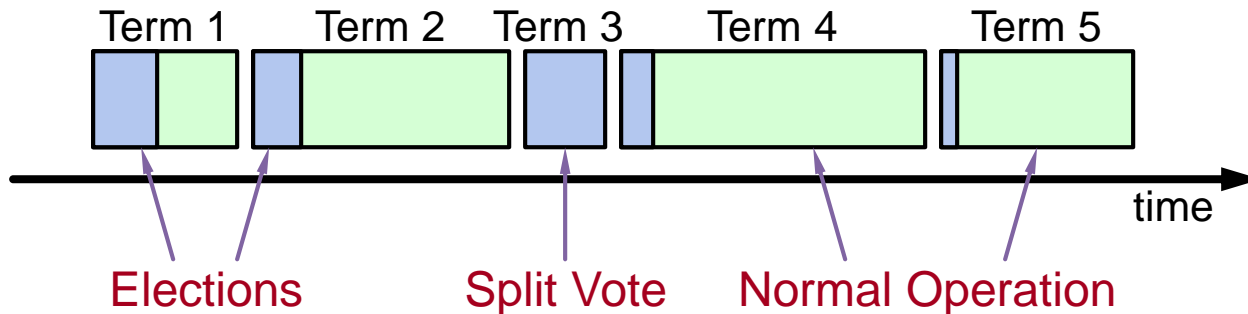 Term 1 Term 2 Term 3 Term 4 Term 5
time
Elections Split Vote Normal Operation